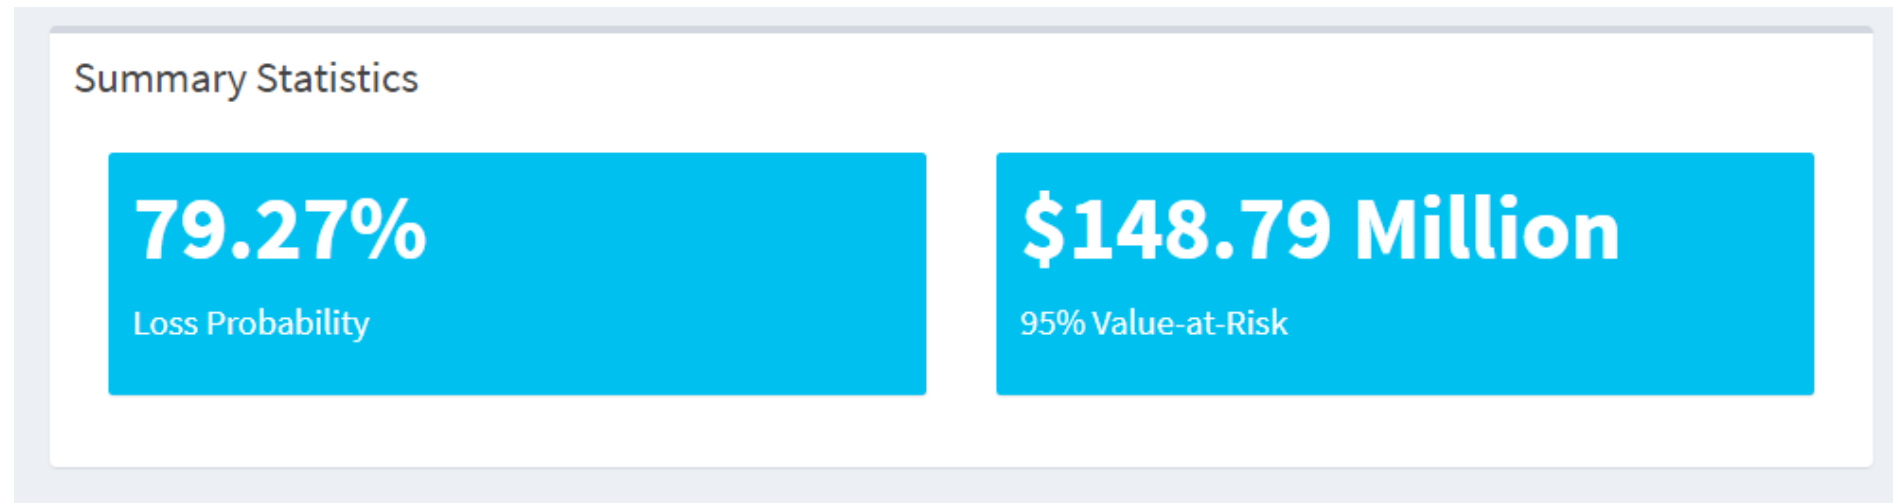 Summary Statistics
79.27%
Loss Probability
$148.79 Million
95% Value-at-Risk